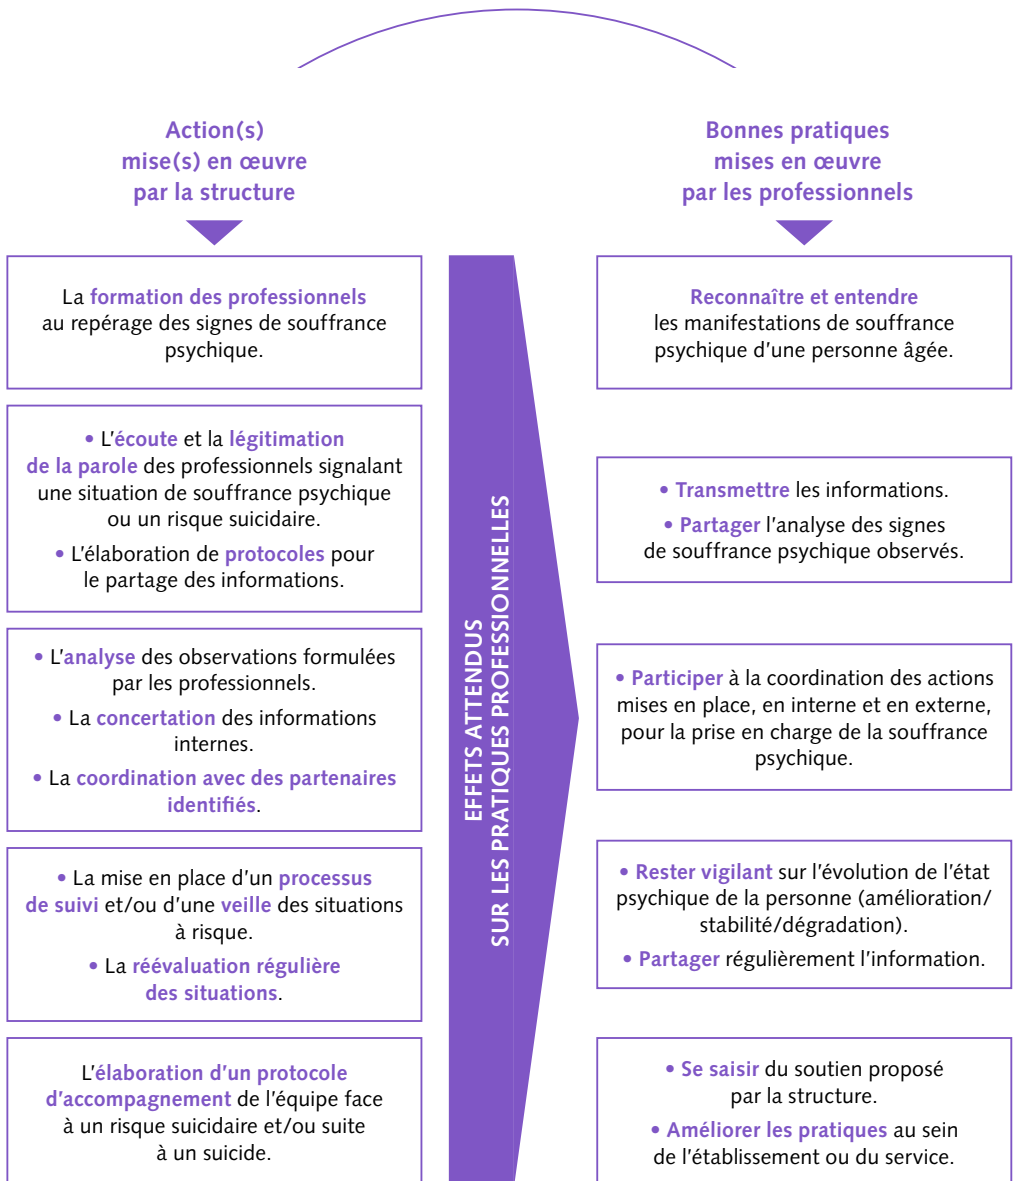 Action(s)
mise(s) en œuvre
par la structure
La formation des professionnels
au repérage des signes de souffrance
psychique.
• L'écoute et la légitimation
de la parole des professionnels signalant
une situation de souffrance psychique
ou un risque suicidaire.
• L'élaboration de protocoles pour
le partage des informations.
• L'analyse des observations formulées
par les professionnels.
• La concertation des informations
internes.
• La coordination avec des partenaires
identifiés.
• La mise en place d'un processus
de suivi et/ou d'une veille des situations
à risque.
• La réévaluation régulière
des situations.
L'élaboration d'un protocole
d'accompagnement de l'équipe face
à un risque suicidaire et/ou suite
à un suicide.
EFFETS ATTENDUS
SUR LES PRATIQUES PROFESSIONNELLES
Bonnes pratiques
mises en œuvre
par les professionnels
Reconnaître et entendre
les manifestations de souffrance
psychique d'une personne âgée.
• Transmettre les informations.
• Partager l'analyse des signes
de souffrance psychique observés.
• Participer à la coordination des actions
mises en place, en interne et en externe,
pour la prise en charge de la souffrance
psychique.
• Rester vigilant sur l'évolution de l'état
psychique de la personne (amélioration/
stabilité/dégradation).
• Partager régulièrement l'information.
• Se saisir du soutien proposé
par la structure.
• Améliorer les pratiques au sein
de l'établissement ou du service.